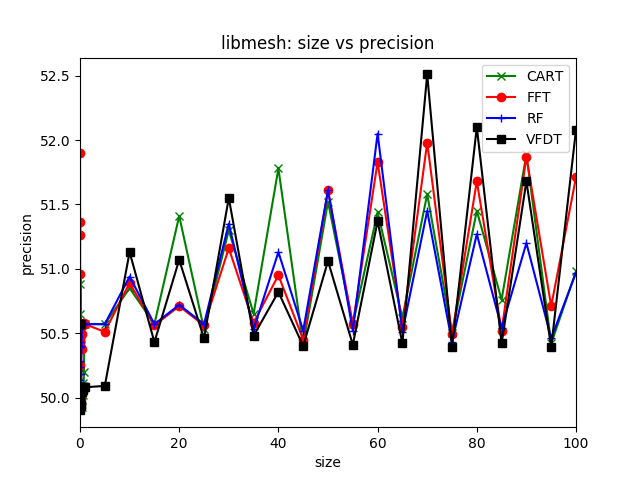 libmesh: size vs precision
52.5
52.0
51.5
51.0
50.5
50.0
precision
CART
FFT
RF
VFDT
0 20 40 60 80 100
size